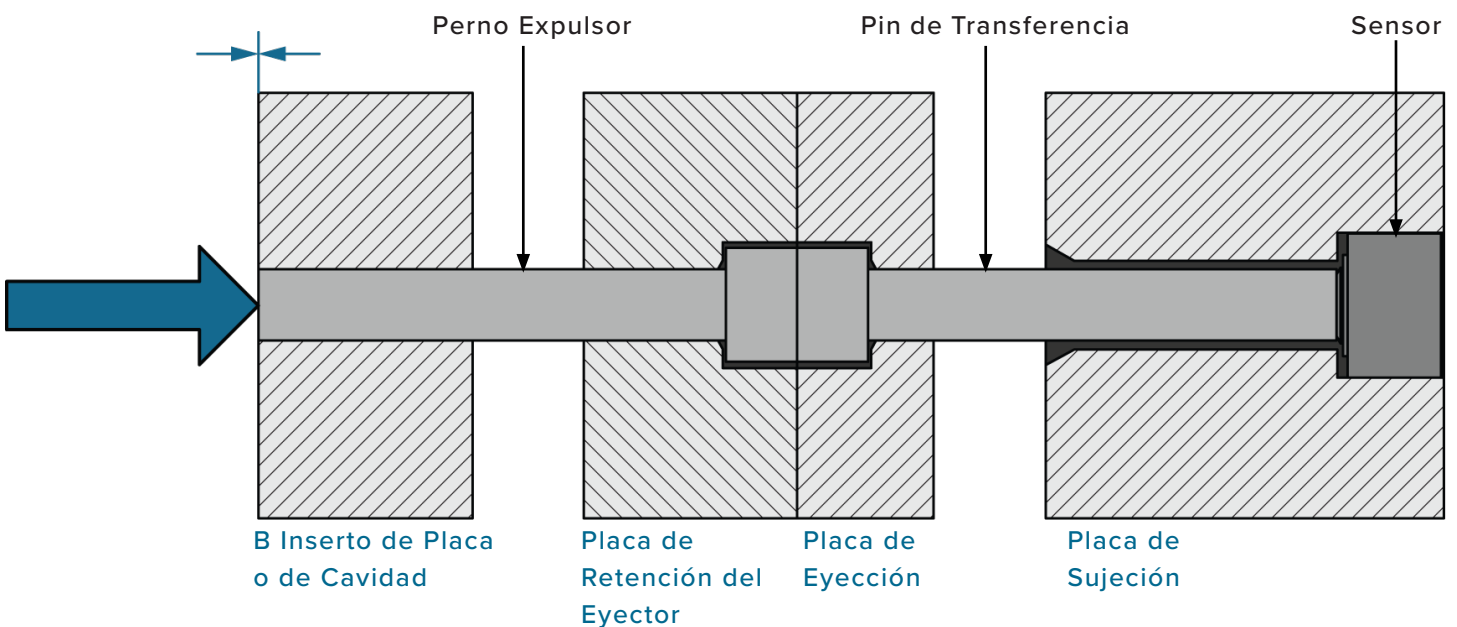 Perno Expulsor
Pin de Transferencia
Sensor
B Inserto de Placa
o de Cavidad
Placa de
Retención del
Eyector
Placa de
Eyección
Placa de
Sujeción